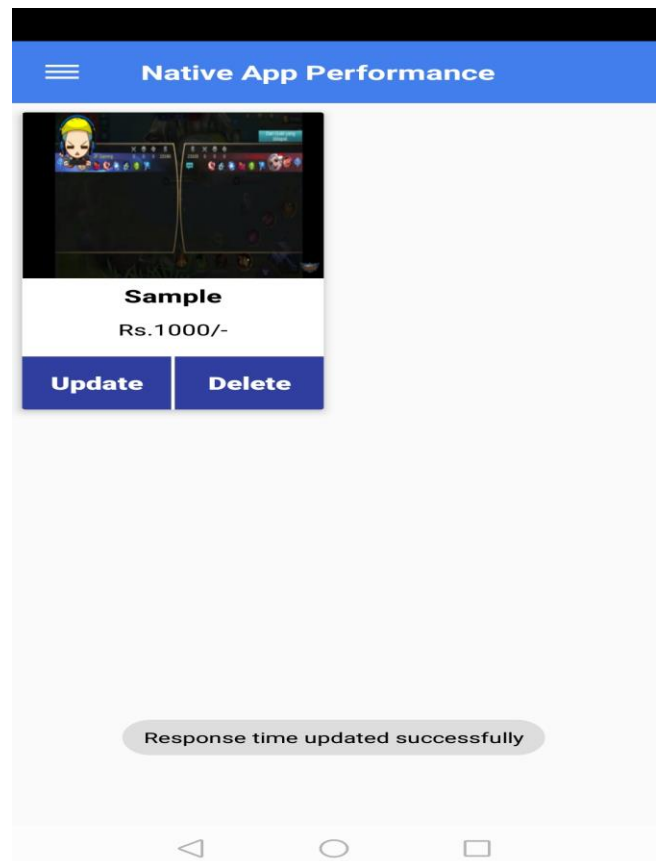 Native App Performance
Sample
Rs.1000/-
Update Delete
Response time updated successfully